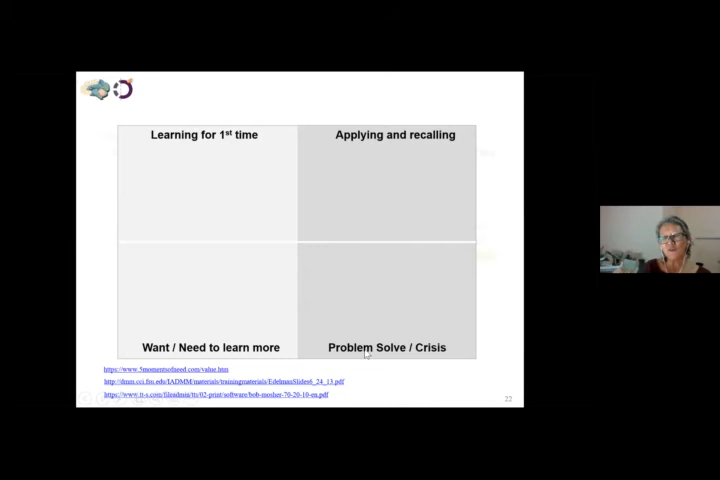 Learning for 1st time
Applying and recalling
Want / Need to learn more
Problem Solve / Crisis
https://www.5momentsofneed.com/value.htm
http://dmm.cci.fsu.edu/IADMM/materials/trainingmaterials/EdelmanSlides6_24_13.pdf
https://www.tt-s.com/fileadmin/tts/02-print/software/bob-mosher-70-20-10-en.pdf
22